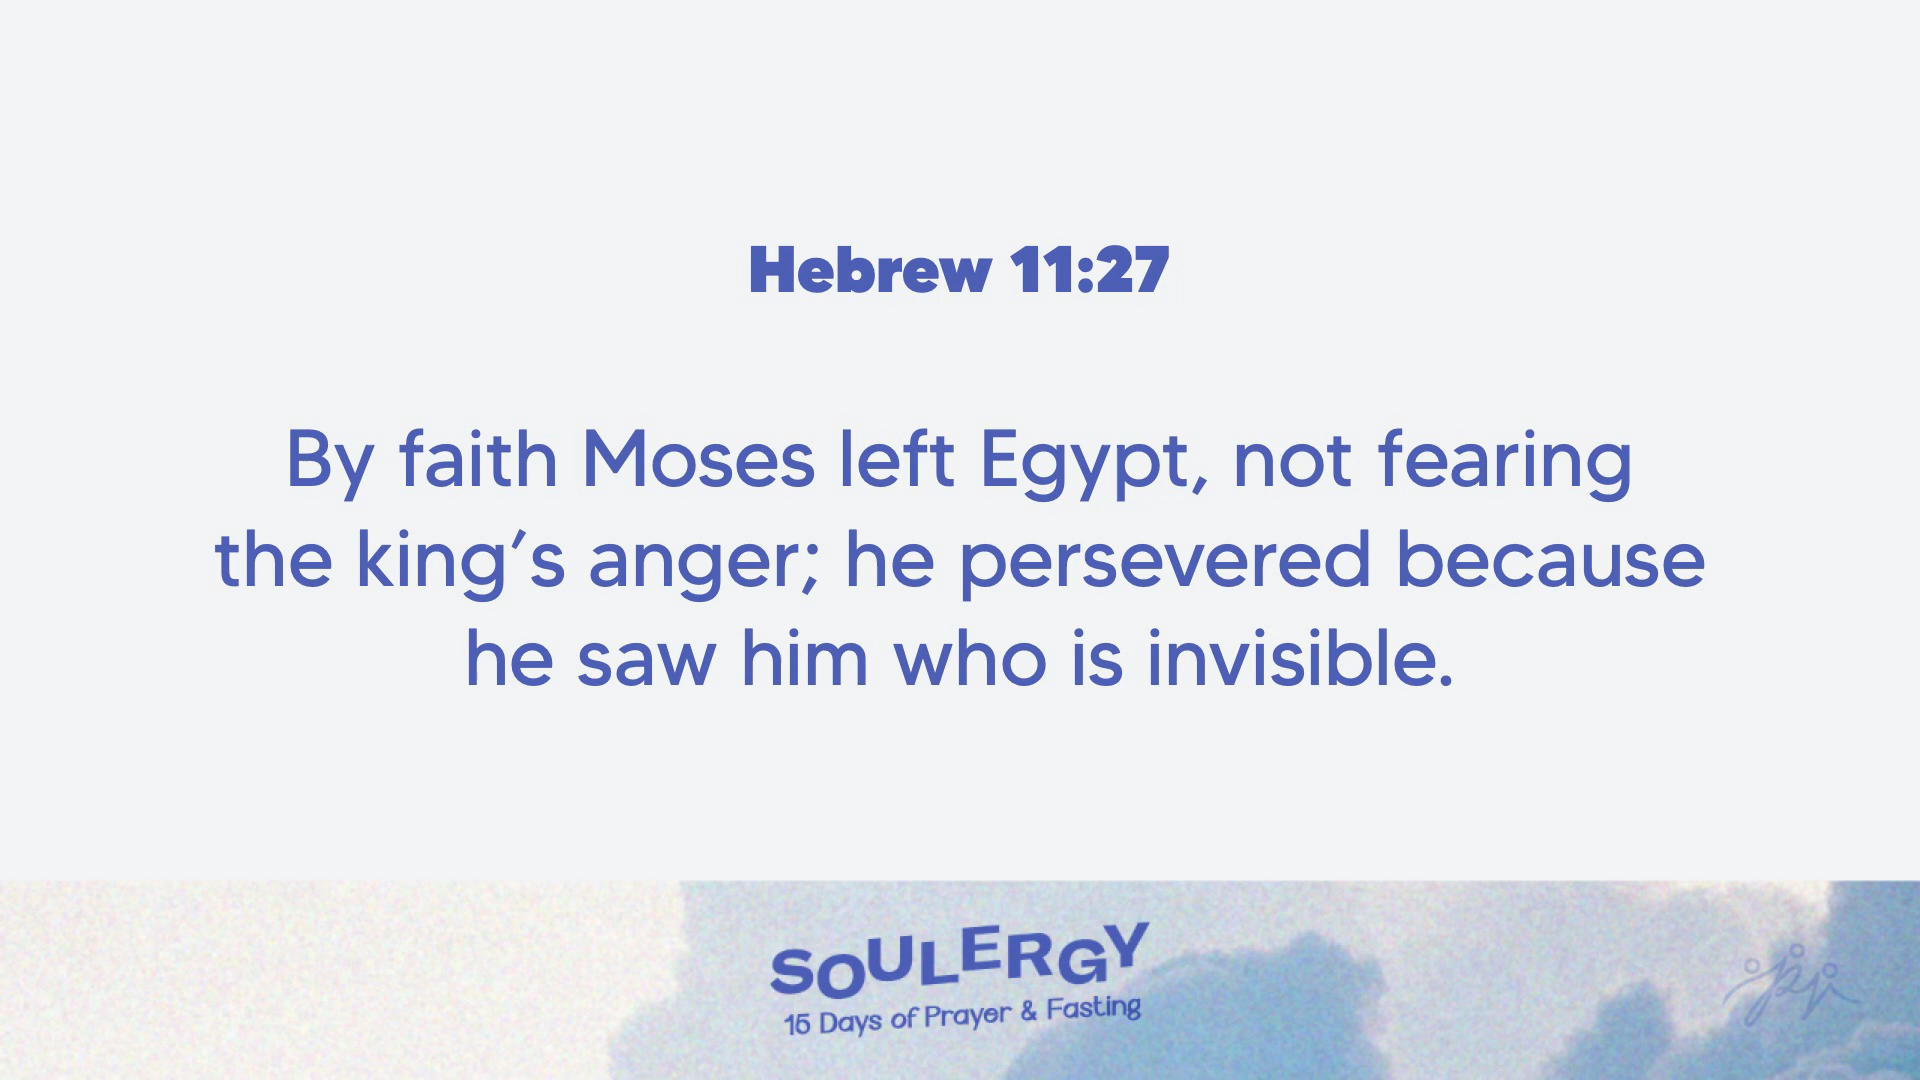 Hebrew 11:27
By faith Moses left Egypt, not fearing
the king’s anger; he persevered because
he saw him who is invisible.
SOULERGY
15 Days of Prayer & Fasting